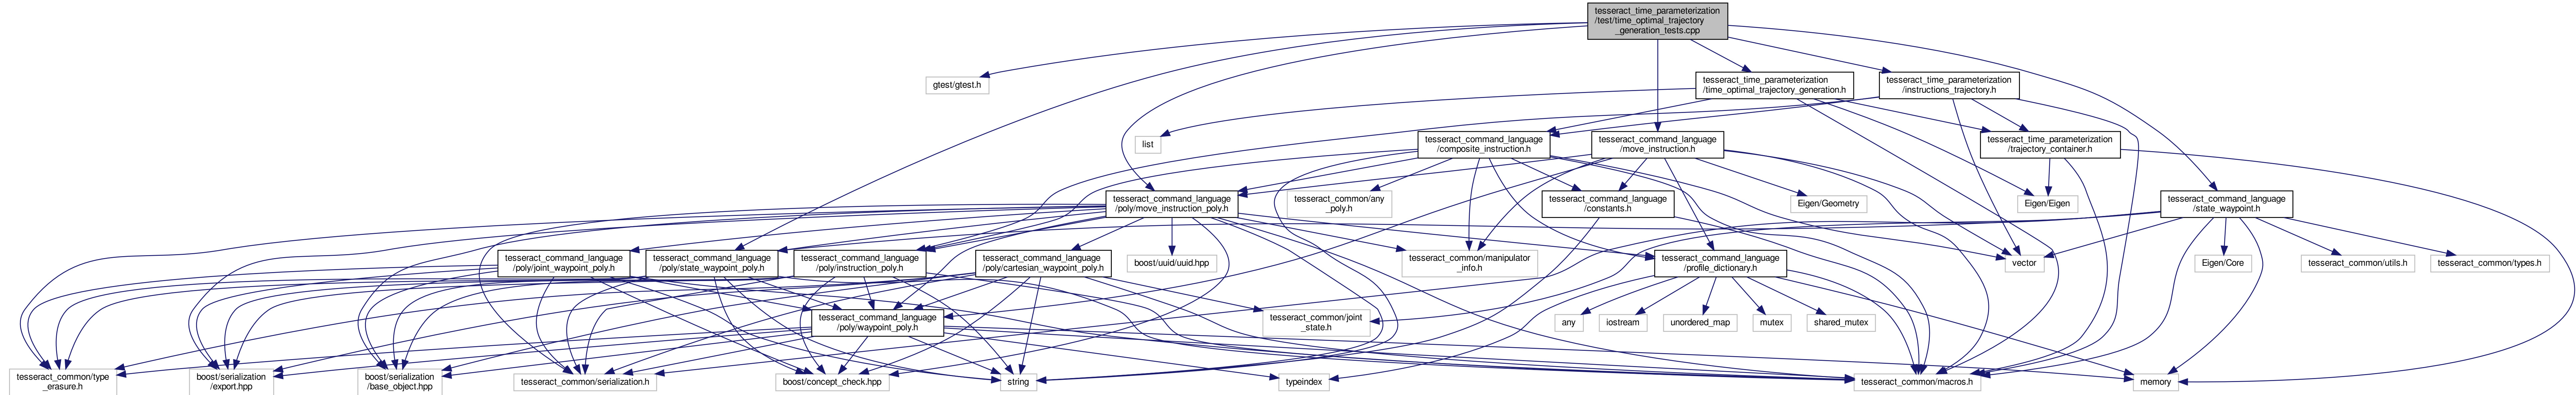 tesseract_time_parameterization
/test/time_optimal_trajectory
_generation_tests.cpp
gtest/gtest.h
tesseract_time_parameterization
/time_optimal_trajectory_generation.h
tesseract_time_parameterization
/instructions_trajectory.h
list
tesseract_command_language
/composite_instruction.h
tesseract_command_language
/move_instruction.h
tesseract_time_parameterization
/trajectory_container.h
tesseract_command_language
/poly/move_instruction_poly.h
tesseract_common/any
_poly.h
tesseract_command_language
/constants.h
Eigen/Geometry
Eigen/Eigen
tesseract_command_language
/state_waypoint.h
tesseract_command_language
/poly/joint_waypoint_poly.h
tesseract_command_language
/poly/state_waypoint_poly.h
tesseract_command_language
/poly/instruction_poly.h
tesseract_command_language
/poly/cartesian_waypoint_poly.h
boost/uuid/uuid.hpp
tesseract_common/manipulator
_info.h
tesseract_command_language
/profile_dictionary.h
vector
Eigen/Core
tesseract_common/utils.h
tesseract_common/types.h
tesseract_command_language
/poly/waypoint_poly.h
tesseract_common/joint
_state.h
any
iostream
unordered_map
mutex
shared_mutex
tesseract_common/type
_erasure.h
boost/serialization
/export.hpp
boost/serialization
/base_object.hpp
tesseract_common/serialization.h
boost/concept_check.hpp
string
typeindex
tesseract_common/macros.h
memory